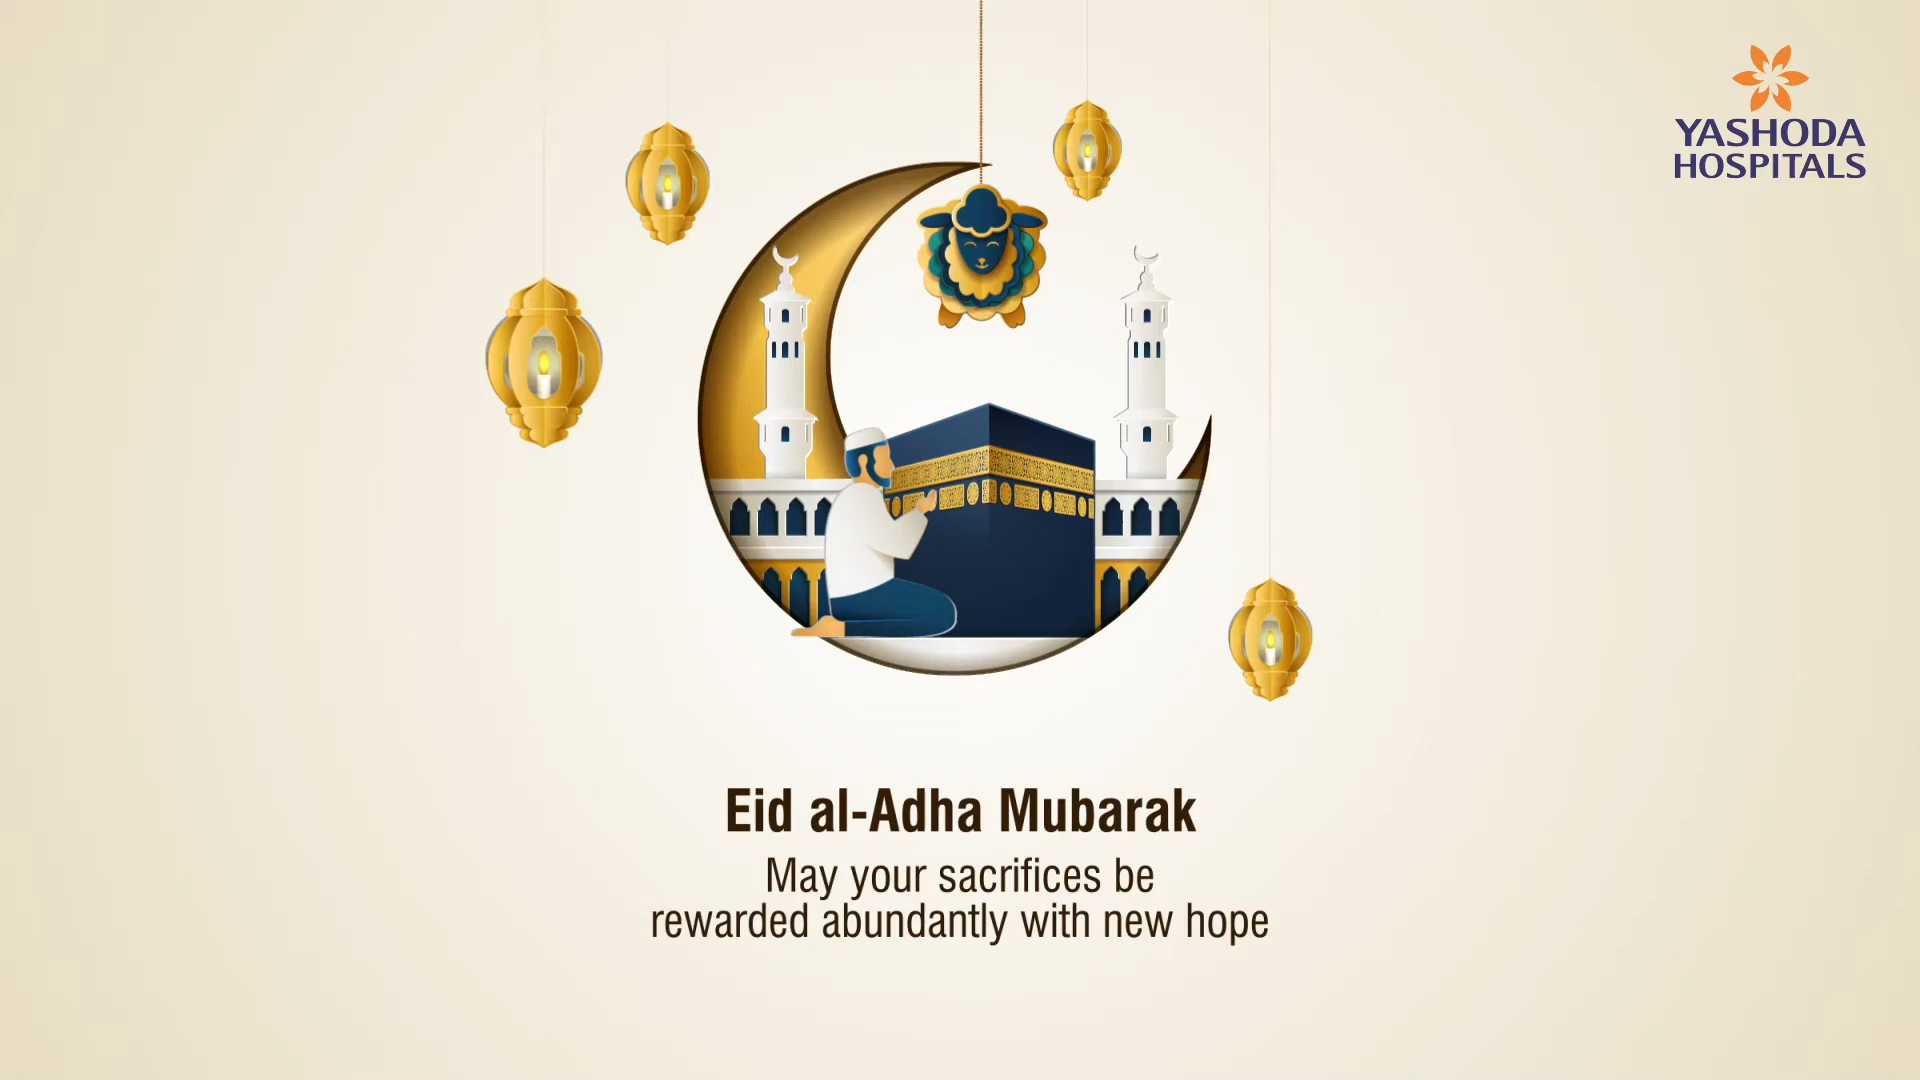 YASHODA
HOSPITALS
Eid al-Adha Mubarak
May your sacrifices be
rewarded abundantly with new hope